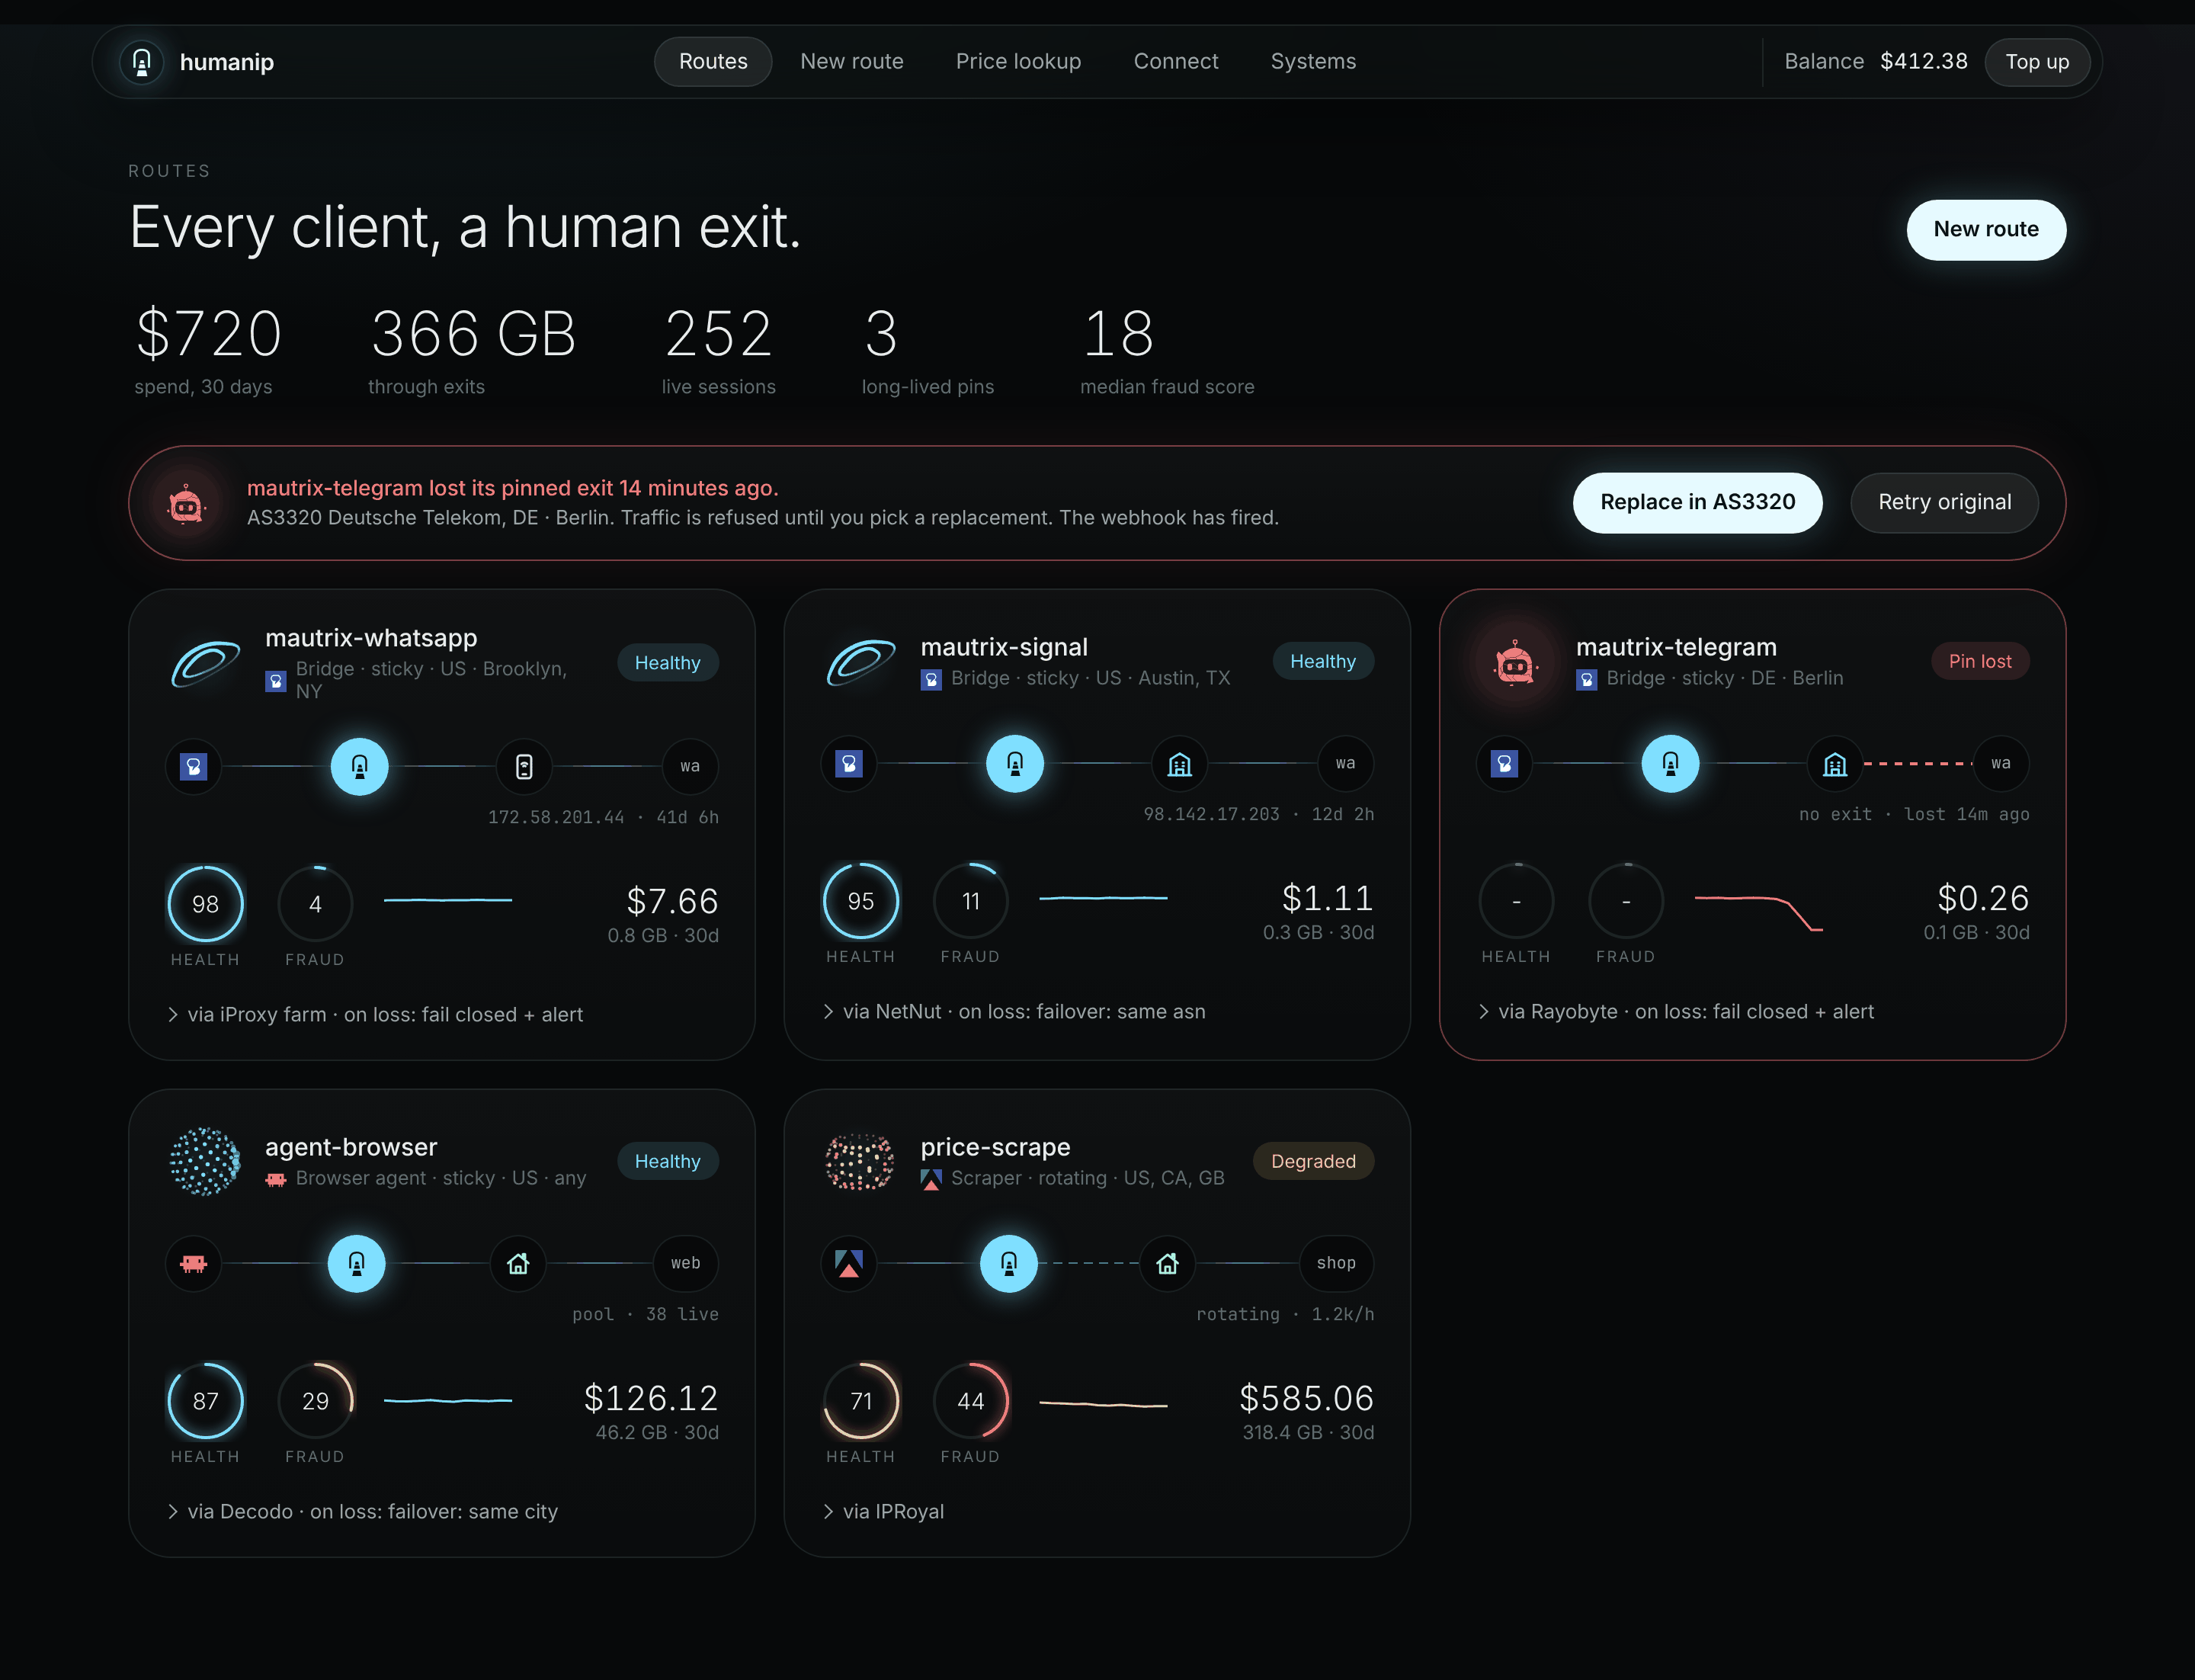 humanip
Routes
New route
Price lookup
Connect
Systems
Balance $412.38
Top up
ROUTES
Every client, a human exit.
New route
$720
spend, 30 days
366 GB
through exits
252
live sessions
3
long-lived pins
18
median fraud score
mautrix-telegram lost its pinned exit 14 minutes ago.
AS3320 Deutsche Telekom, DE · Berlin. Traffic is refused until you pick a replacement. The webhook has fired.
Replace in AS3320
Retry original
mautrix-whatsapp
Bridge · sticky · US · Brooklyn,
NY
Healthy
wa
172.58.201.44 · 41d 6h
98
HEALTH
4
FRAUD
$7.66
0.8 GB · 30d
via iProxy farm · on loss: fail closed + alert
mautrix-signal
Bridge · sticky · US · Austin, TX
Healthy
wa
98.142.17.203 · 12d 2h
95
HEALTH
11
FRAUD
$1.11
0.3 GB · 30d
via NetNut · on loss: failover: same asn
mautrix-telegram
Bridge · sticky · DE · Berlin
Pin lost
wa
no exit · lost 14m ago
-
HEALTH
-
FRAUD
$0.26
0.1 GB · 30d
via Rayobyte · on loss: fail closed + alert
agent-browser
Browser agent · sticky · US · any
Healthy
web
pool · 38 live
87
HEALTH
29
FRAUD
$126.12
46.2 GB · 30d
via Decodo · on loss: failover: same city
price-scrape
Scraper · rotating · US, CA, GB
Degraded
shop
rotating · 1.2k/h
71
HEALTH
44
FRAUD
$585.06
318.4 GB · 30d
via IPRoyal